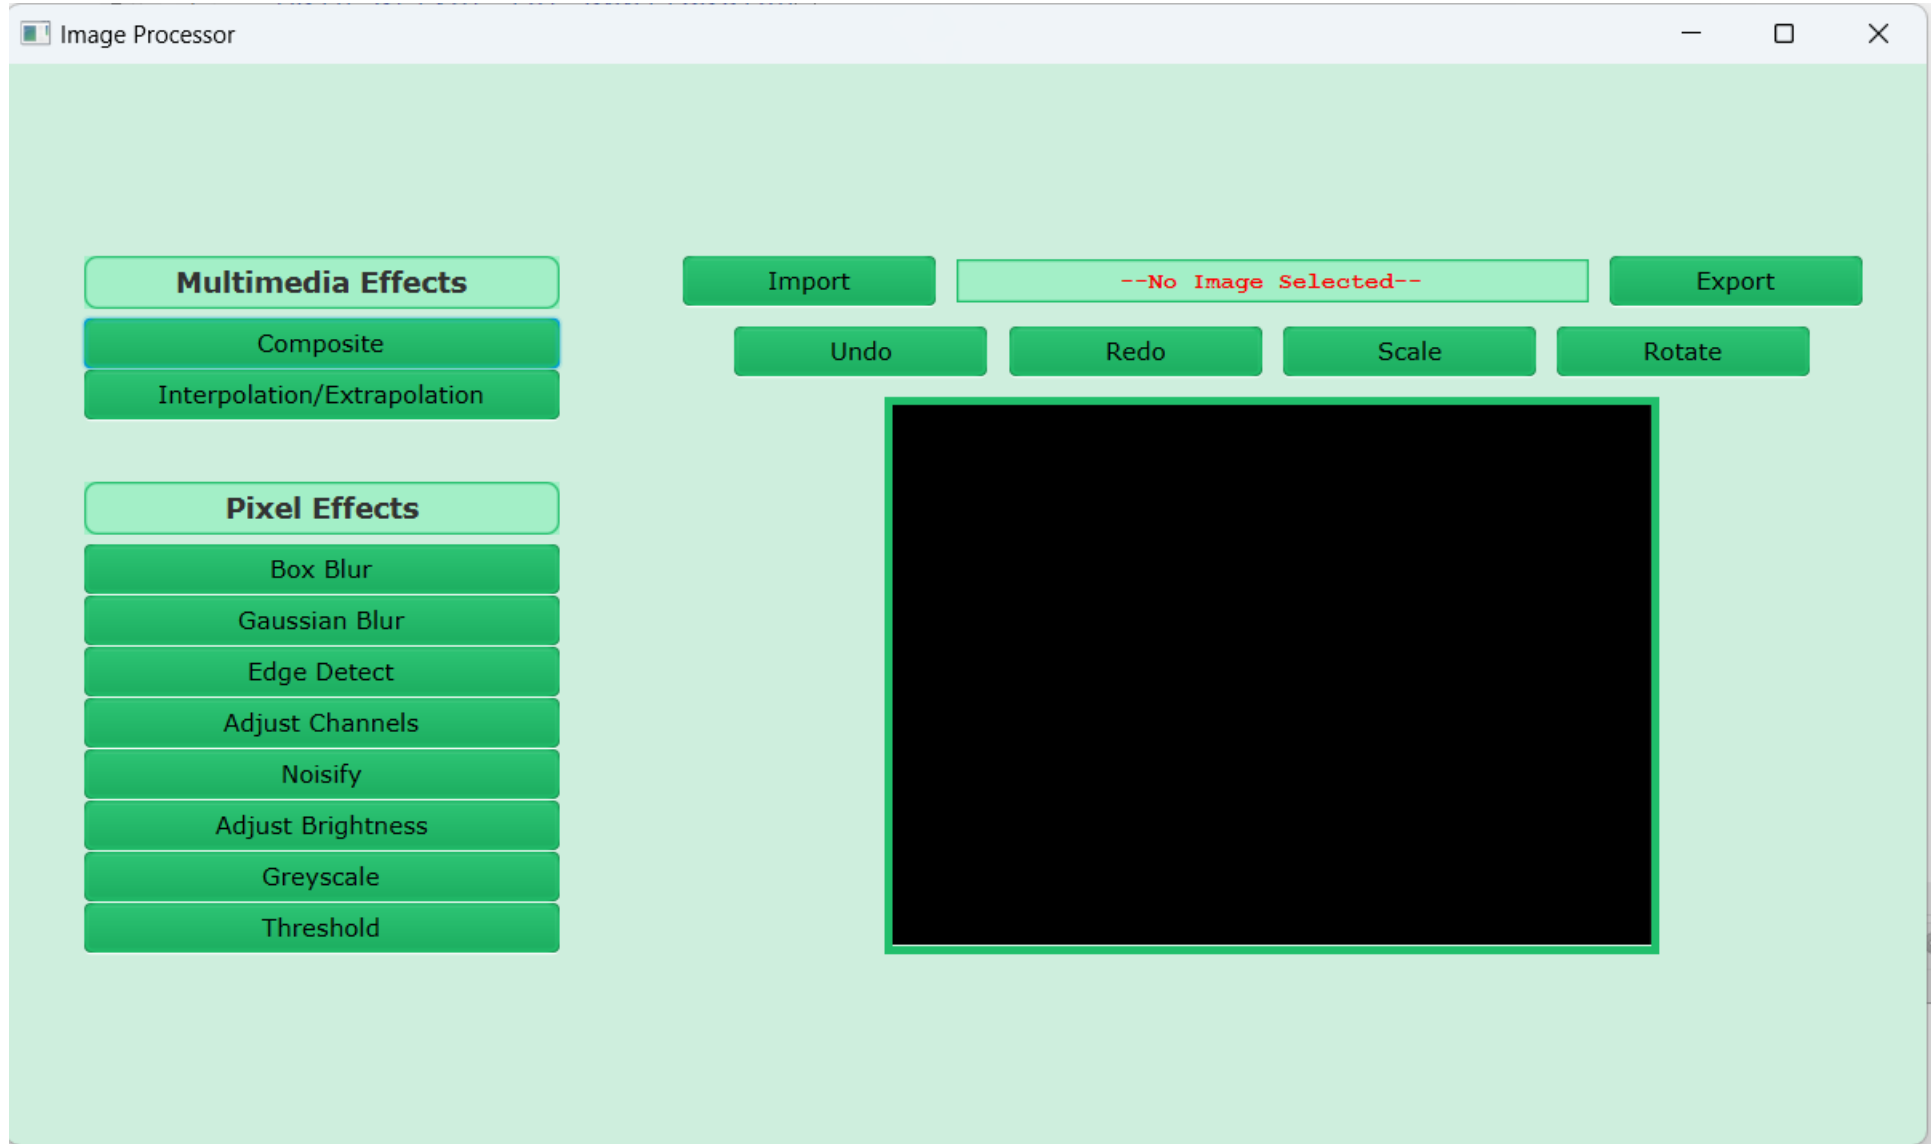 Image Processor
Multimedia Effects
Composite
Interpolation/Extrapolation
Pixel Effects
Box Blur
Gaussian Blur
Edge Detect
Adjust Channels
Noisify
Adjust Brightness
Greyscale
Threshold
Import
--No Image Selected--
Export
Undo
Redo
Scale
Rotate